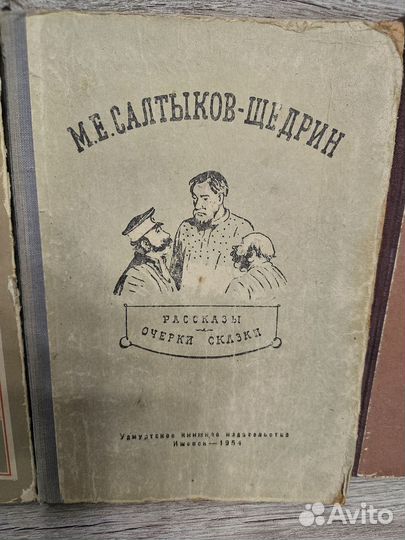 М.Е.САЛТЫКОВ-ЩЕДРИН
РАССКАЗЫ
ОЧЕРКИ СКАЗКИ
Удмуртское книжное издательство
Ижевск—1954
Avito